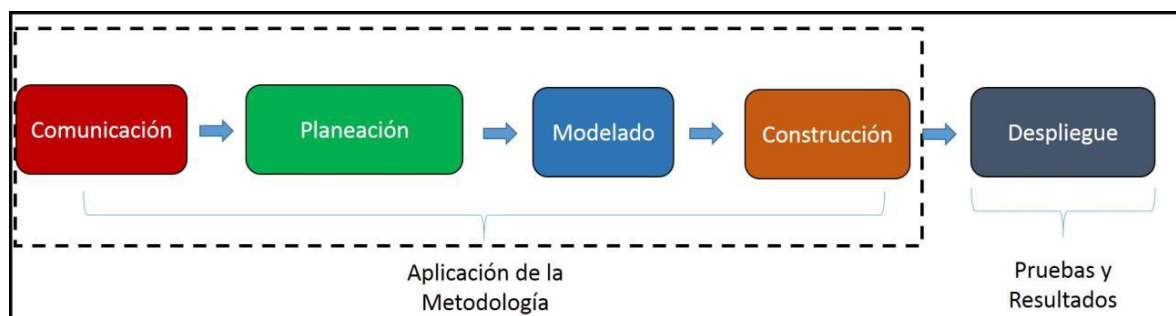 Comunicación
Planeación
Modelado
Construcción
Despliegue
Aplicación de la
Metodología
Pruebas y
Resultados